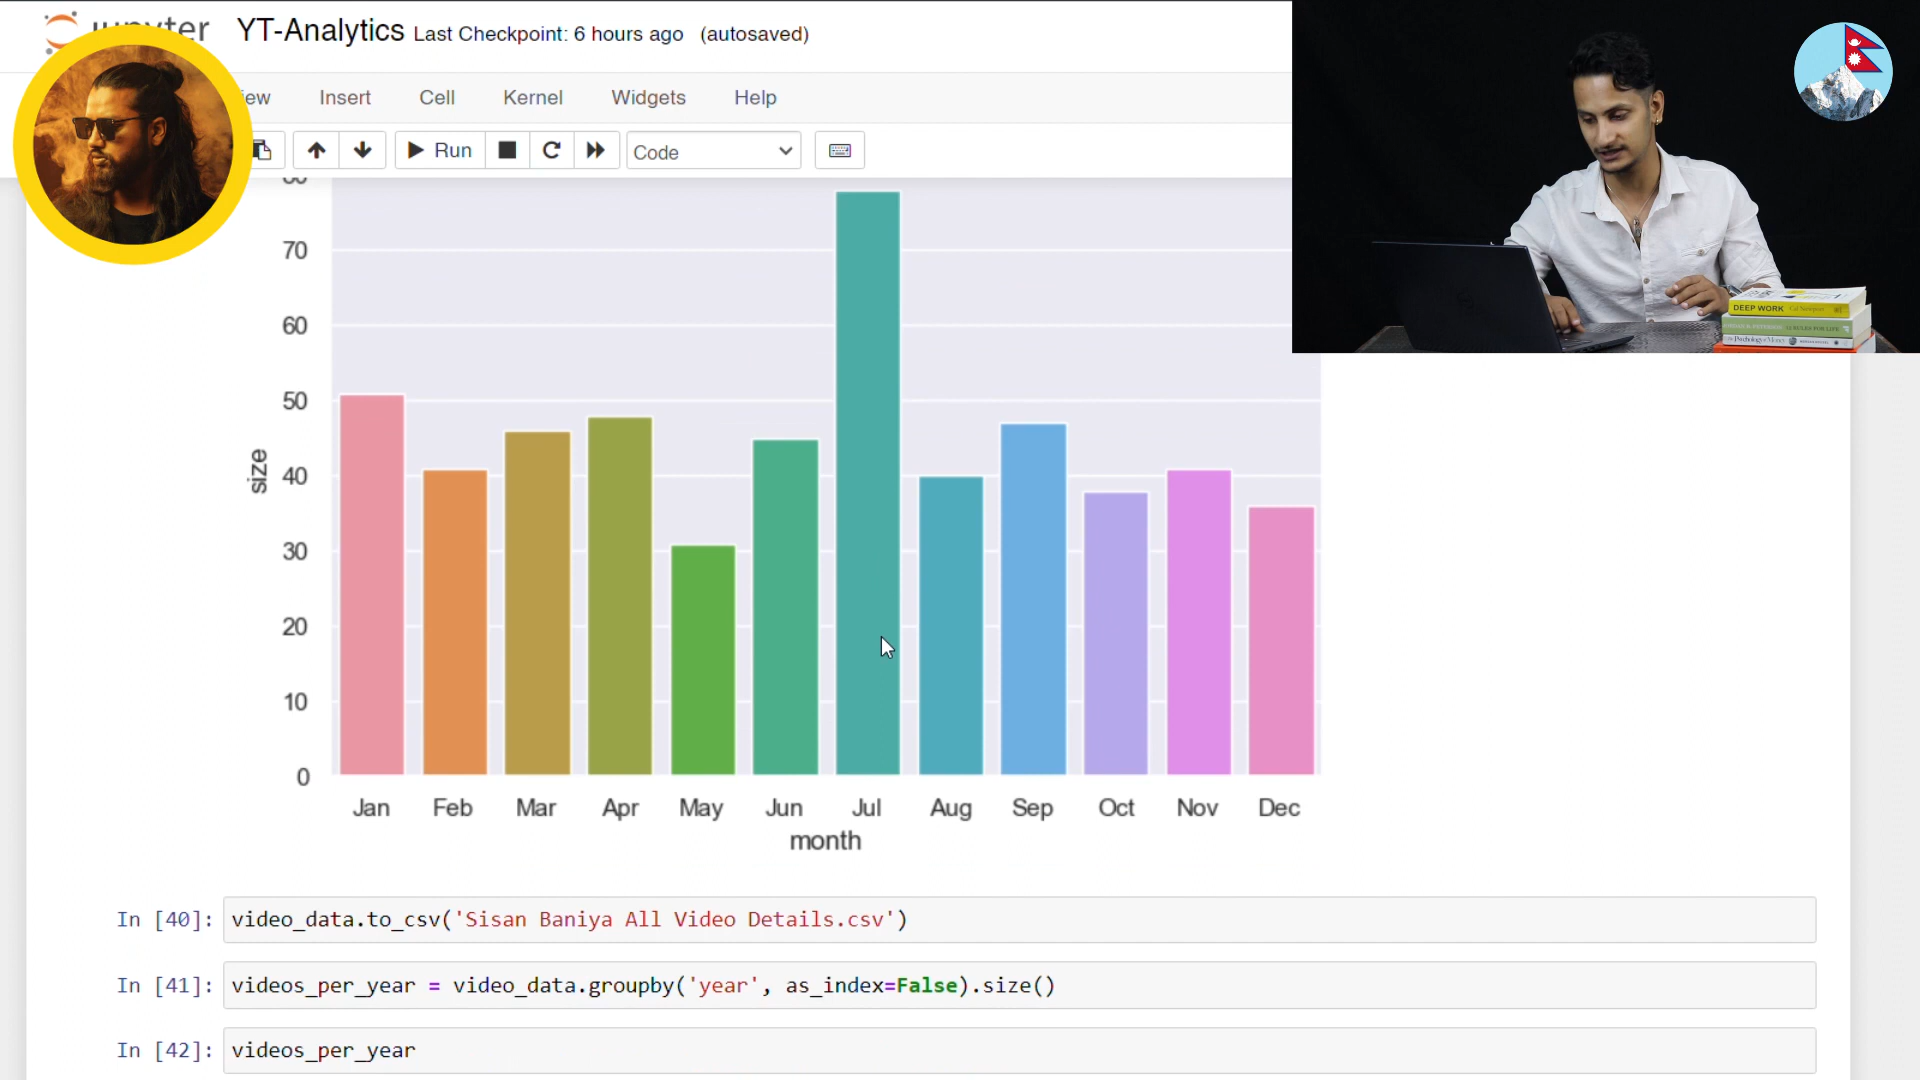 jupyter YT-Analytics Last Checkpoint: 6 hours ago (autosaved)
Insert Cell Kernel Widgets Help
Run Code
70
60
50
40
30
20
10
0
size
Jan Feb Mar Apr May Jun Jul Aug Sep Oct Nov Dec
month
In [40]: video_data.to_csv('Sisan Baniya All Video Details.csv')
In [41]: videos_per_year = video_data.groupby('year', as_index=False).size()
In [42]: videos_per_year
DEEP WORK